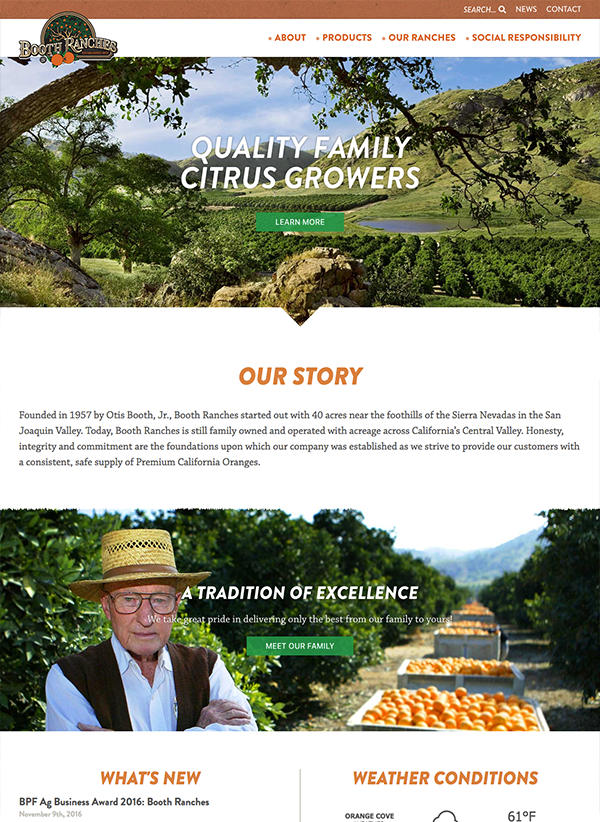 SEARCH... NEWS CONTACT
BOOTH RANCHES
ABOUT PRODUCTS OUR RANCHES SOCIAL RESPONSIBILITY
QUALITY FAMILY
CITRUS GROWERS
LEARN MORE
OUR STORY
Founded in 1957 by Otis Booth, Jr., Booth Ranches started out with 40 acres near the foothills of the Sierra Nevadas in the San
Joaquin Valley. Today, Booth Ranches is still family owned and operated with acreage across California's Central Valley. Honesty,
integrity and commitment are the foundations upon which our company was established as we strive to provide our customers with
a consistent, safe supply of Premium California Oranges.
A TRADITION OF EXCELLENCE
We take great pride in delivering only the best from our family to yours!
MEET OUR FAMILY
WHAT'S NEW
BPF Ag Business Award 2016: Booth Ranches
November 9th, 2016
WEATHER CONDITIONS
ORANGE COVE
61°F